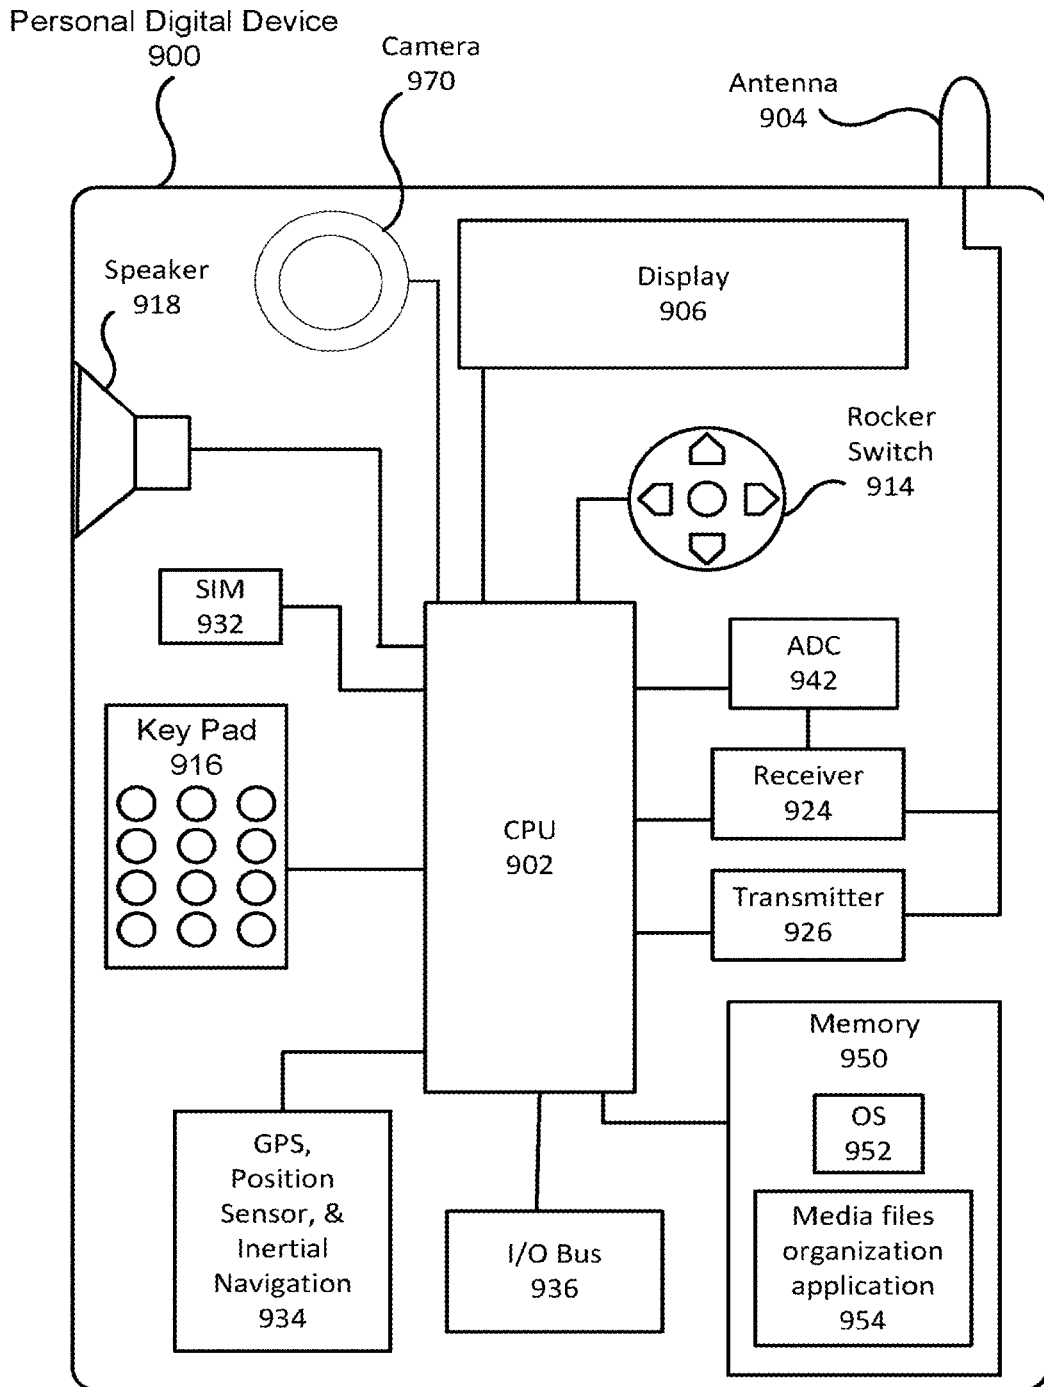 Personal Digital Device
900
Camera
970
Antenna
904
Speaker
918
Display
906
Rocker
Switch
914
SIM
932
ADC
942
Key Pad
916
Receiver
924
CPU
902
Transmitter
926
Memory
950
OS
952
GPS,
Position
Sensor, &
Inertial
Navigation
934
I/O Bus
936
Media files
organization
application
954